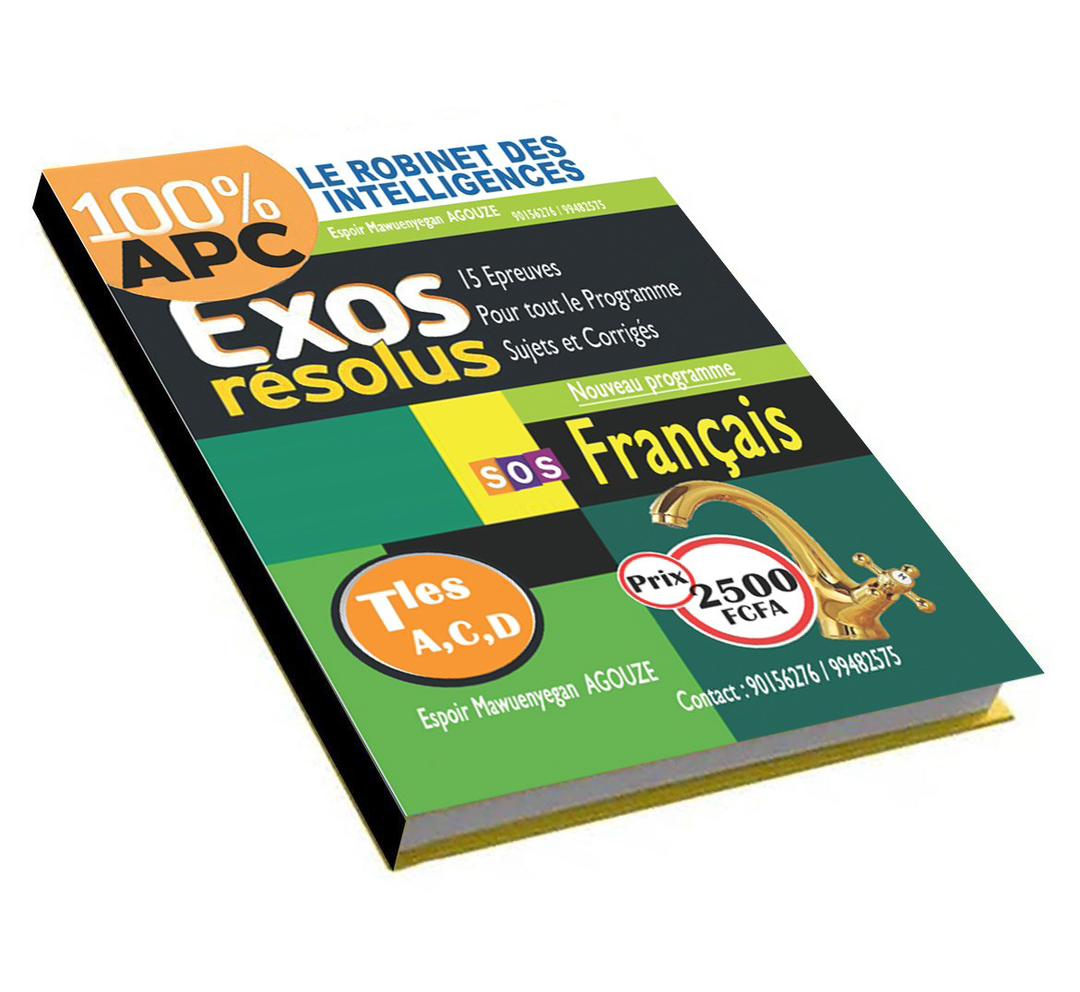 100%
APC
LE ROBINET DES
INTELLIGENCES
Espoir Mawuenyegan AGOUZE 90156276 / 99482575
Exos
résolus
15 Epreuves
Pour tout le Programme
Sujets et Corrigés
Nouveau programme
SOS
Français
Tles
A,C,D
Prix
2500
FCFA
Espoir Mawuenyegan AGOUZE
Contact : 90156276 / 99482575